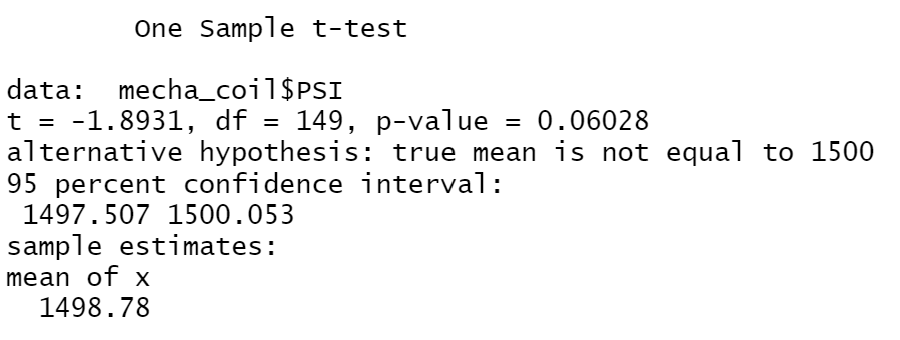 One Sample t-test
data: mecha_coil$PSI
t = -1.8931, df = 149, p-value = 0.06028
alternative hypothesis: true mean is not equal to 1500
95 percent confidence interval:
1497.507 1500.053
sample estimates:
mean of x
1498.78